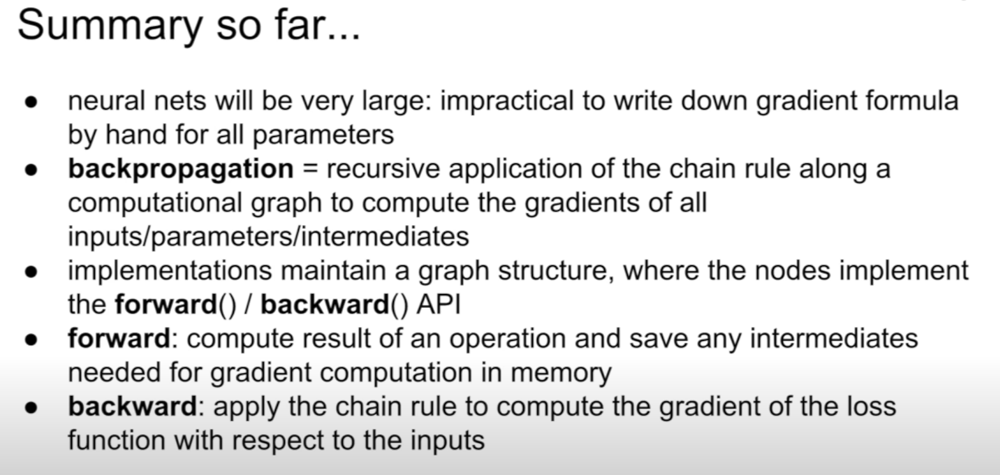 Summary so far...
● neural nets will be very large: impractical to write down gradient formula
by hand for all parameters
● backpropagation = recursive application of the chain rule along a
computational graph to compute the gradients of all
inputs/parameters/intermediates
● implementations maintain a graph structure, where the nodes implement
the forward() / backward() API
● forward: compute result of an operation and save any intermediates
needed for gradient computation in memory
● backward: apply the chain rule to compute the gradient of the loss
function with respect to the inputs